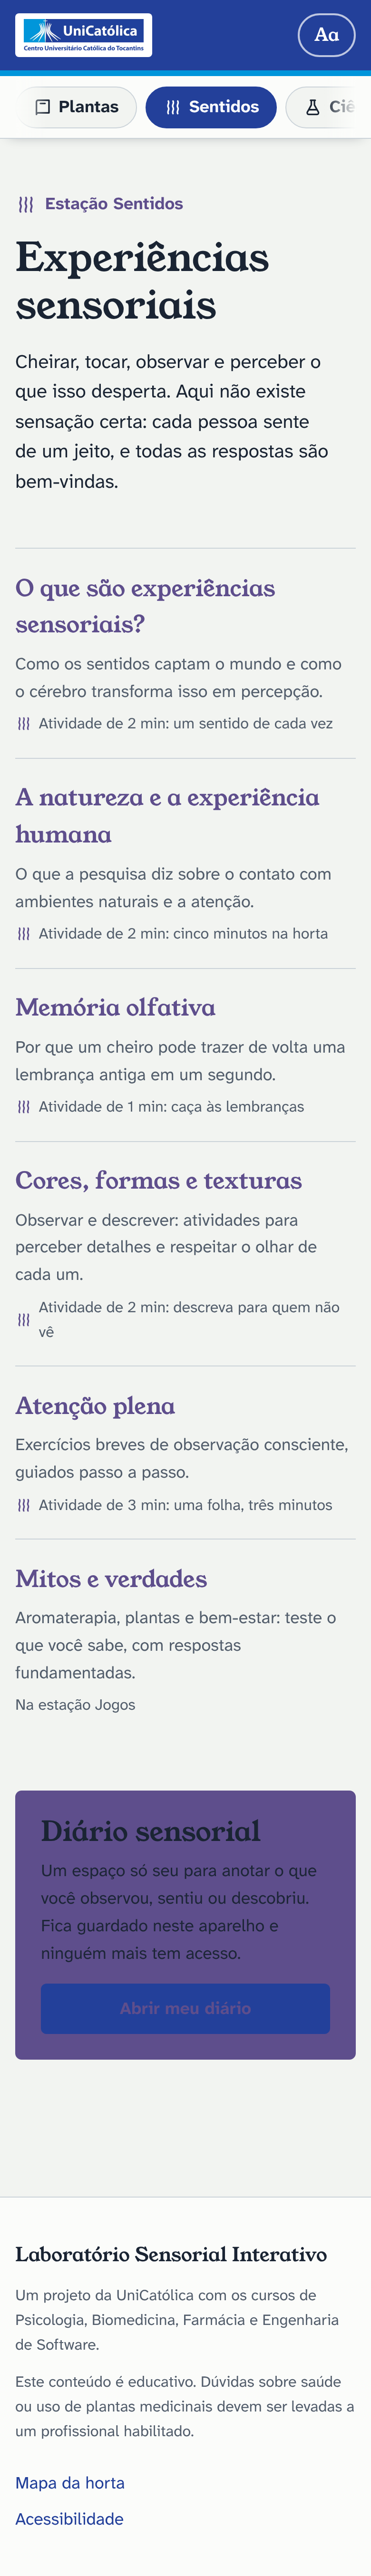 UniCatólica
Centro Universitário Católica do Tocantins
Aa
Plantas
Sentidos
Ciê
Estação Sentidos
Experiências
sensoriais
Cheirar, tocar, observar e perceber o
que isso desperta. Aqui não existe
sensação certa: cada pessoa sente
de um jeito, e todas as respostas são
bem-vindas.
O que são experiências
sensoriais?
Como os sentidos captam o mundo e como
o cérebro transforma isso em percepção.
Atividade de 2 min: um sentido de cada vez
A natureza e a experiência
humana
O que a pesquisa diz sobre o contato com
ambientes naturais e a atenção.
Atividade de 2 min: cinco minutos na horta
Memória olfativa
Por que um cheiro pode trazer de volta uma
lembrança antiga em um segundo.
Atividade de 1 min: caça às lembranças
Cores, formas e texturas
Observar e descrever: atividades para
perceber detalhes e respeitar o olhar de
cada um.
Atividade de 2 min: descreva para quem não
vê
Atenção plena
Exercícios breves de observação consciente,
guiados passo a passo.
Atividade de 3 min: uma folha, três minutos
Mitos e verdades
Aromaterapia, plantas e bem-estar: teste o
que você sabe, com respostas
fundamentadas.
Na estação Jogos
Diário sensorial
Um espaço só seu para anotar o que
você observou, sentiu ou descobriu.
Fica guardado neste aparelho e
ninguém mais tem acesso.
Abrir meu diário
Laboratório Sensorial Interativo
Um projeto da UniCatólica com os cursos de
Psicologia, Biomedicina, Farmácia e Engenharia
de Software.
Este conteúdo é educativo. Dúvidas sobre saúde
ou uso de plantas medicinais devem ser levadas a
um profissional habilitado.
Mapa da horta
Acessibilidade